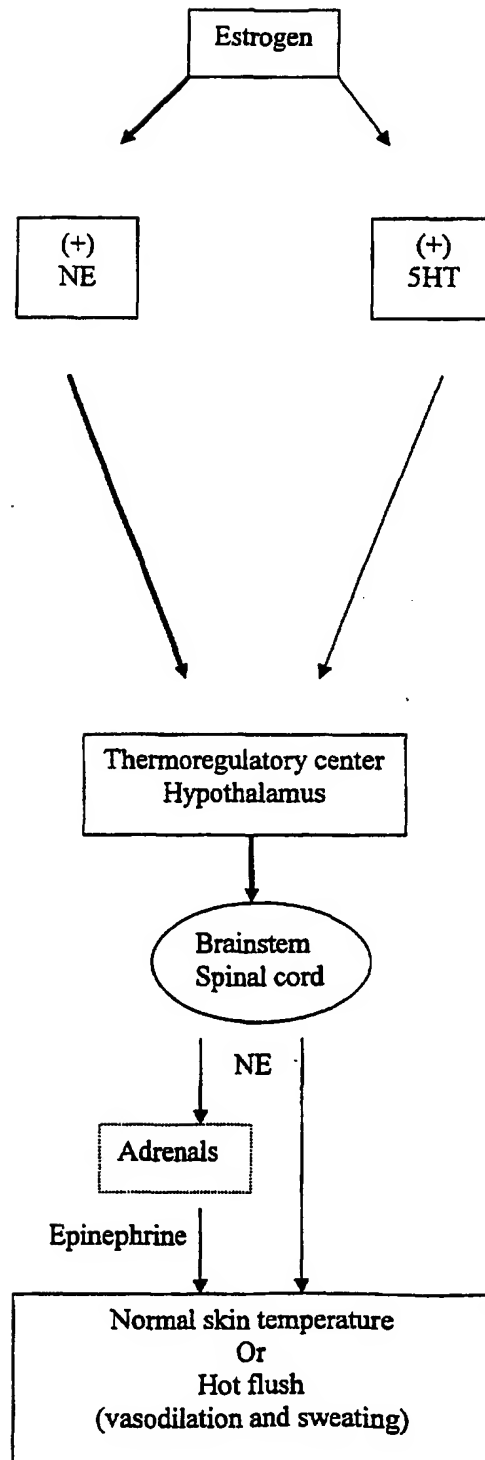 Estrogen
(+)
NE
(+)
5HT
Thermoregulatory center
Hypothalamus
Brainstem
Spinal cord
NE
Adrenals
Epinephrine
Normal skin temperature
Or
Hot flush
(vasodilation and sweating)